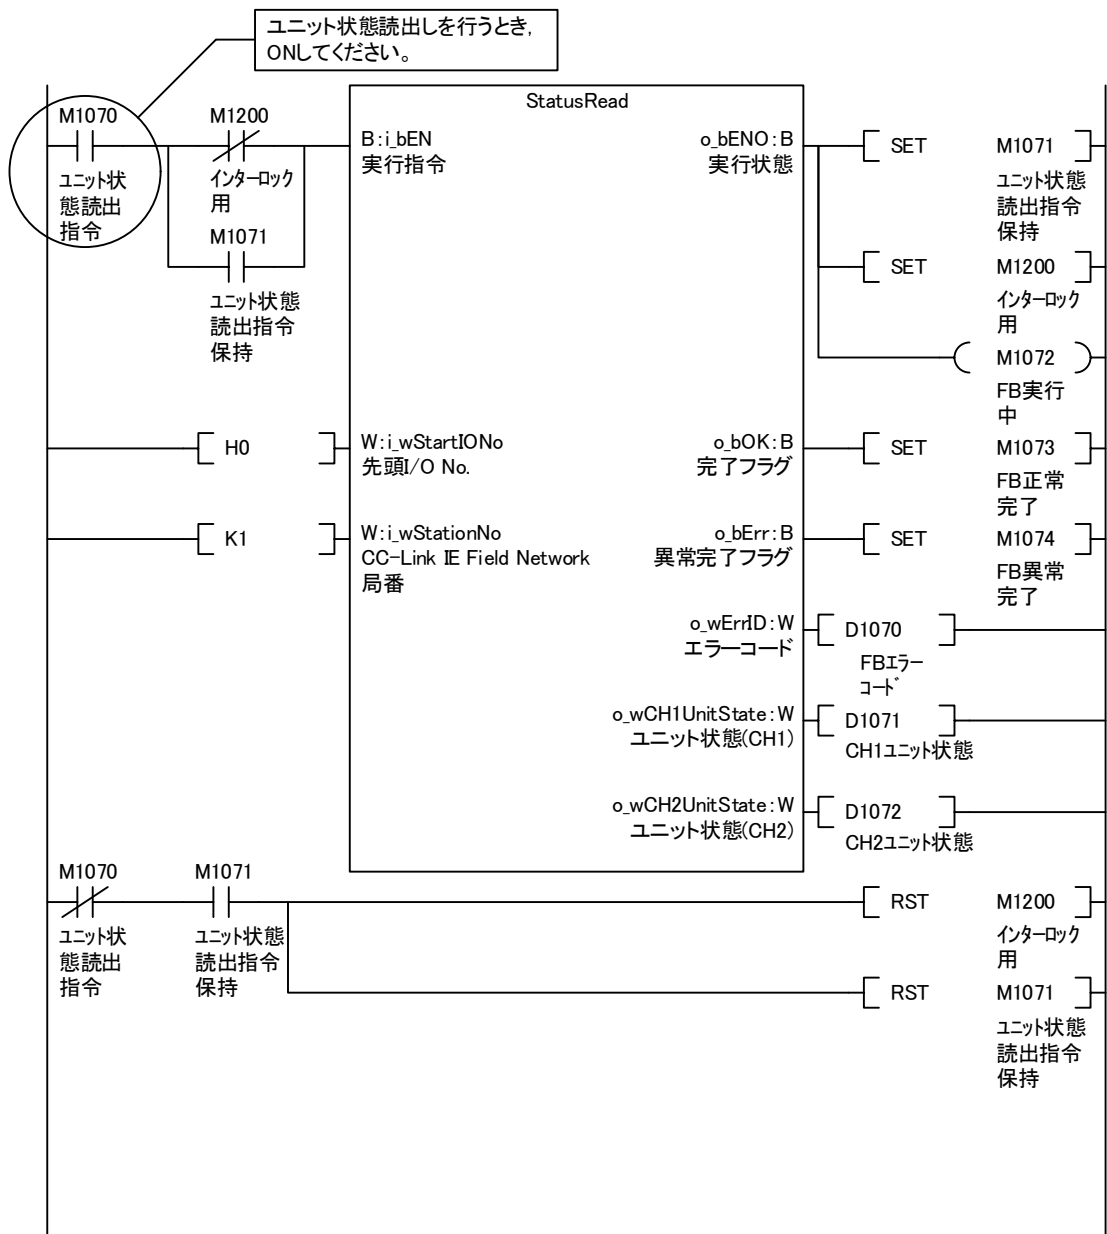 ユニット状態読出しを行うとき,
ONしてください。
StatusRead
M1070
ユニット状
態読出
指令
M1200
インターロック
用
M1071
ユニット状態
読出指令
保持
B:i_bEN
実行指令
o_bENO:B
実行状態
SET M1071
ユニット状態
読出指令
保持
SET M1200
インターロック
用
M1072
FB実行
中
H0
W:i_wStartIONo
先頭I/O No.
o_bOK:B
完了フラグ
SET M1073
FB正常
完了
K1
W:i_wStationNo
CC-Link IE Field Network
局番
o_bErr:B
異常完了フラグ
SET M1074
FB異常
完了
o_wErrID:W
エラーコード
D1070
FBエラー
コード
o_wCH1UnitState:W
ユニット状態(CH1)
D1071
CH1ユニット状態
o_wCH2UnitState:W
ユニット状態(CH2)
D1072
CH2ユニット状態
M1070
ユニット状
態読出
指令
M1071
ユニット状態
読出指令
保持
RST M1200
インターロック
用
RST M1071
ユニット状態
読出指令
保持